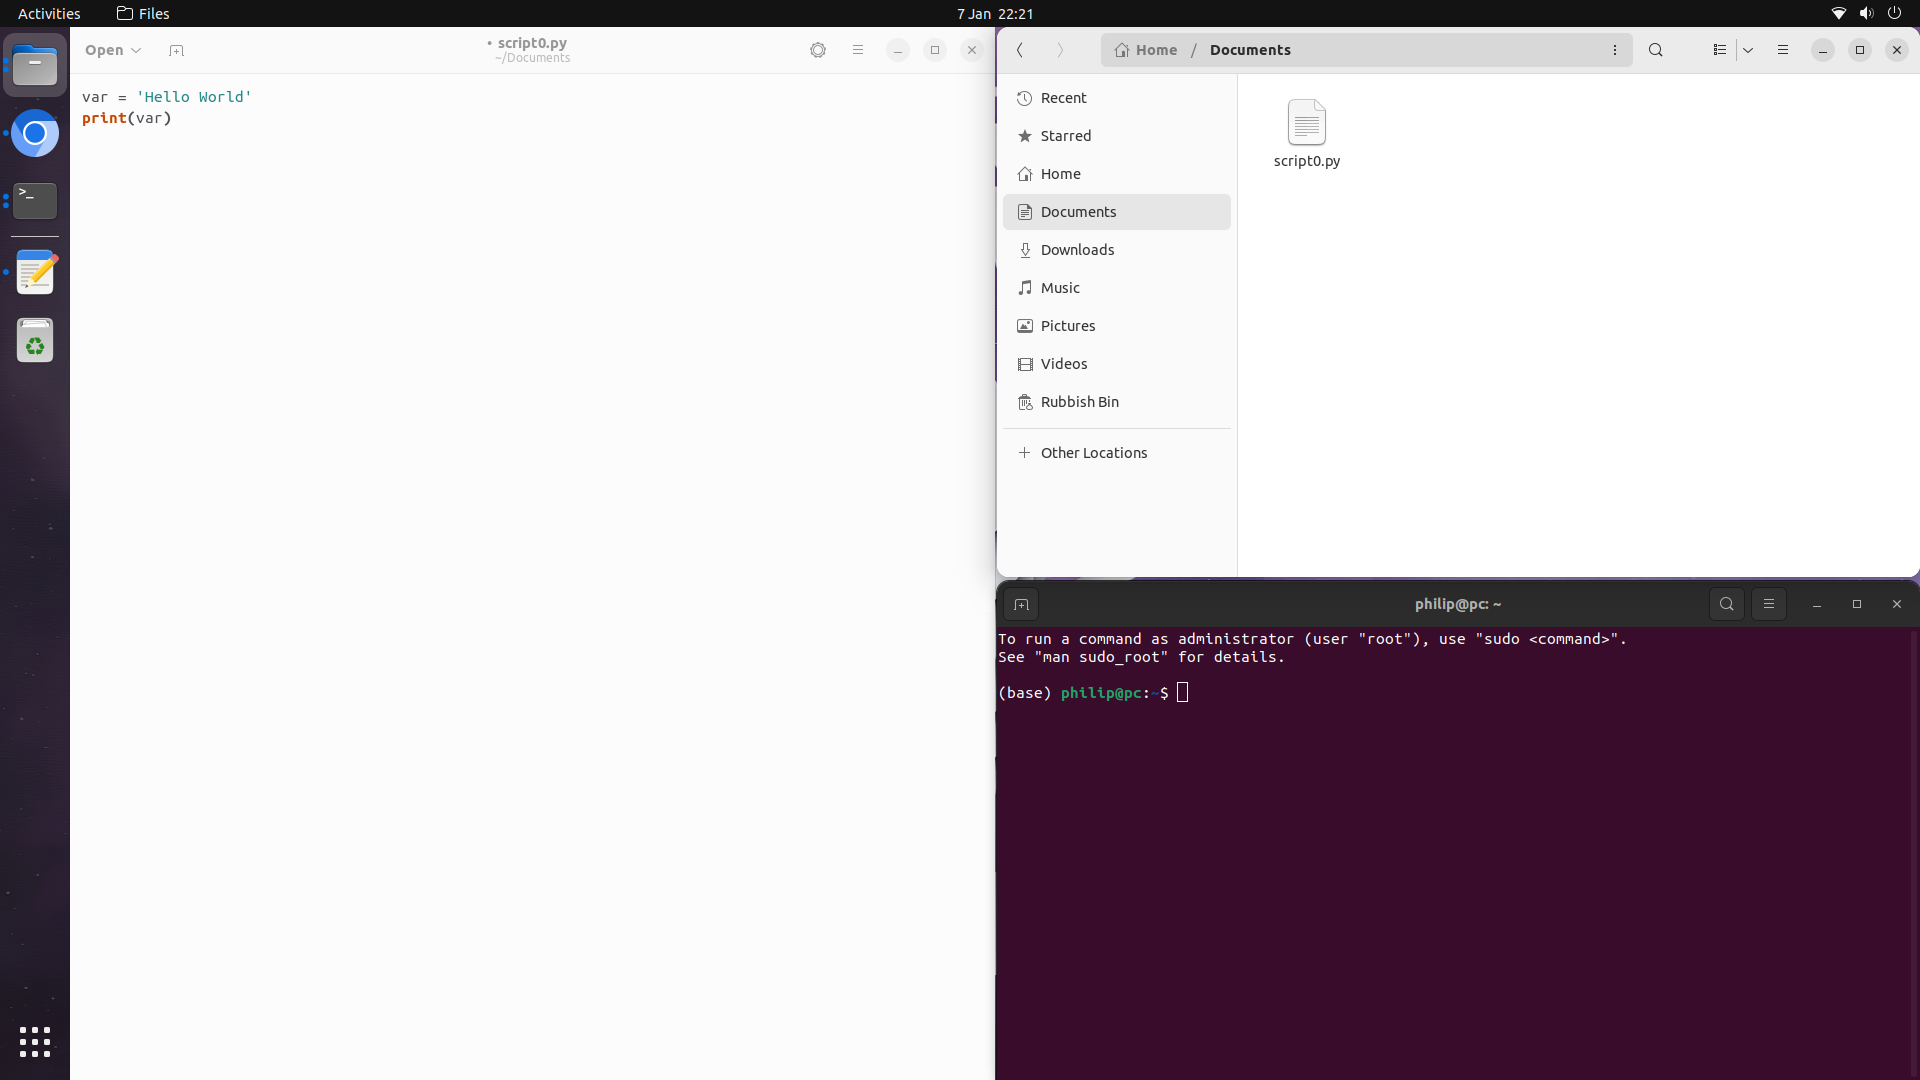 Activities
Files
7 Jan 22:21
Open
• script0.py
~/Documents
var = 'Hello World'
print(var)
Home / Documents
Recent
Starred
Home
Documents
Downloads
Music
Pictures
Videos
Rubbish Bin
+ Other Locations
script0.py
philip@pc: ~
To run a command as administrator (user "root"), use "sudo <command>".
See "man sudo_root" for details.
(base) philip@pc:~$